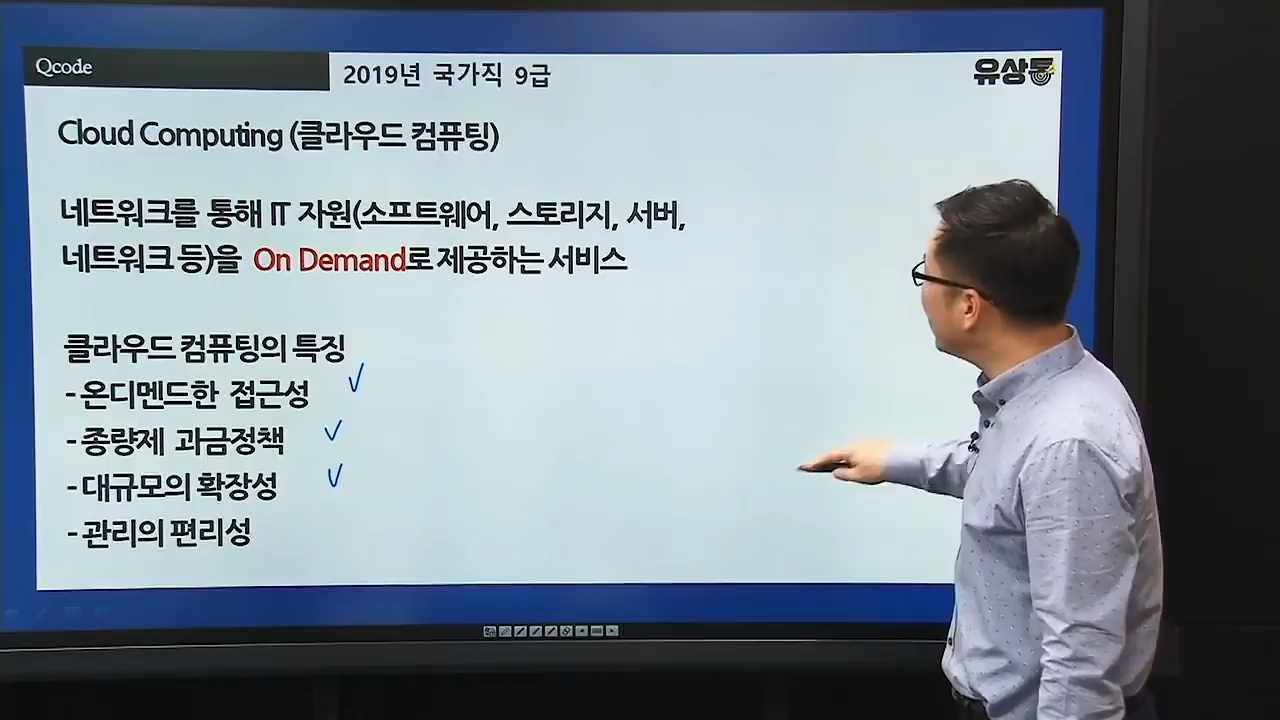 Qcode
2019년 국가직 9급
유상통
Cloud Computing (클라우드 컴퓨팅)
네트워크를 통해 IT 자원(소프트웨어, 스토리지, 서버,
네트워크 등)을 On Demand로 제공하는 서비스
클라우드 컴퓨팅의 특징
- 온디멘드한 접근성
- 종량제 과금정책
- 대규모의 확장성
- 관리의 편리성